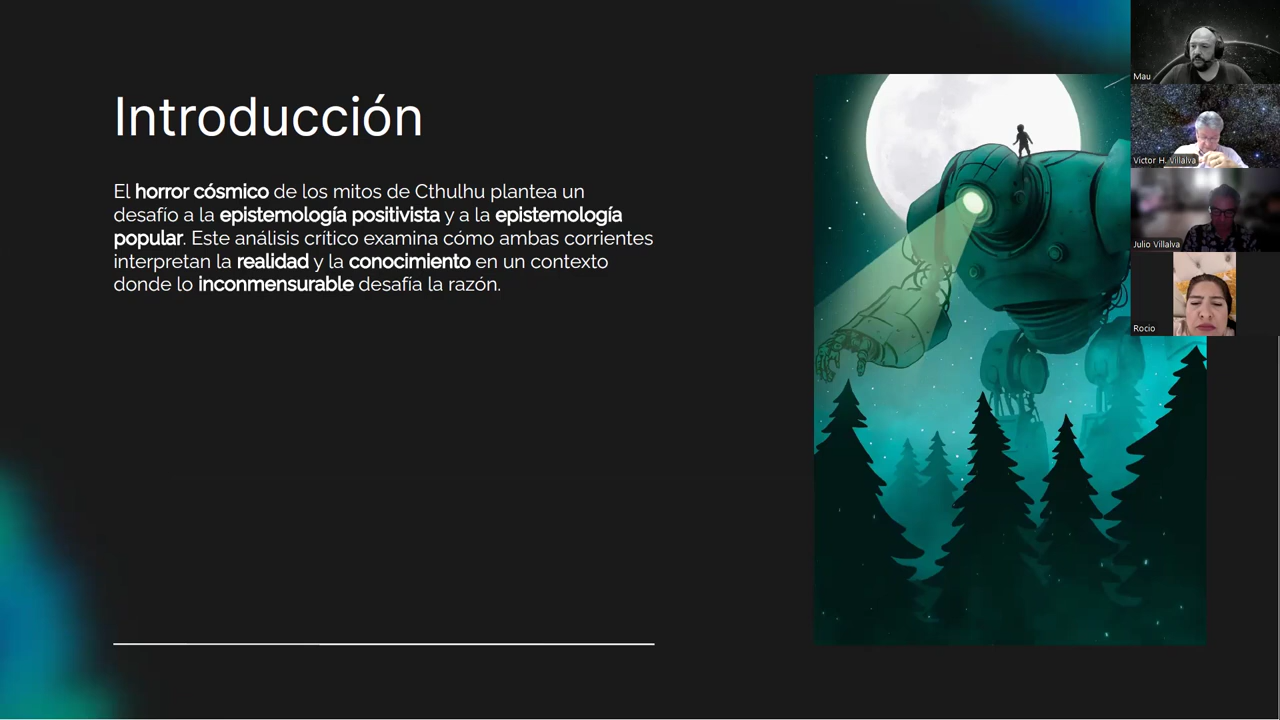 Introducción
El horror cósmico de los mitos de Cthulhu plantea un
desafío a la epistemología positivista y a la epistemología
popular. Este análisis crítico examina cómo ambas corrientes
interpretan la realidad y la conocimiento en un contexto
donde lo inconmensurable desafía la razón.
Mau
Victor H. Villalva
Julio Villalva
Rocio